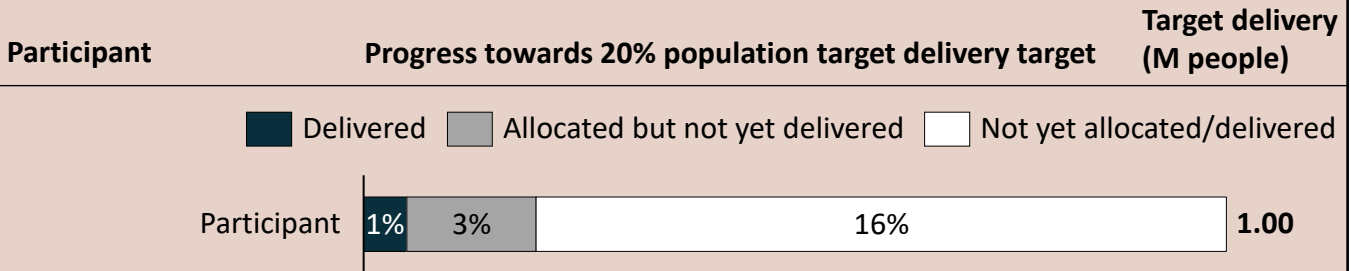 Participant
Progress towards 20% population target delivery target
Target delivery
(M people)
Delivered
Allocated but not yet delivered
Not yet allocated/delivered
Participant
1%
3%
16%
1.00